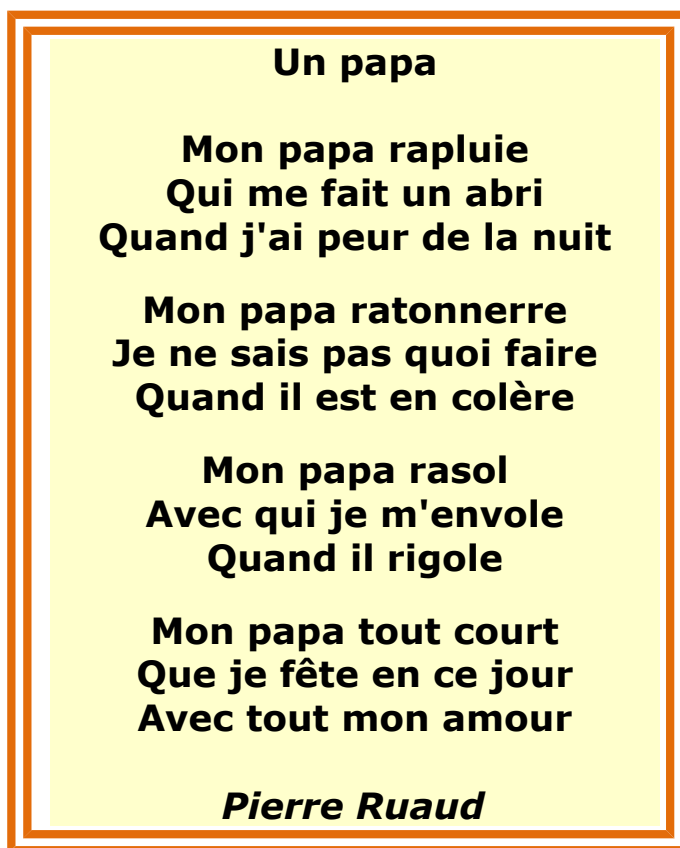 Un papa
Mon papa rapluie
Qui me fait un abri
Quand j'ai peur de la nuit
Mon papa ratonnerre
Je ne sais pas quoi faire
Quand il est en colère
Mon papa rasol
Avec qui je m'envole
Quand il rigole
Mon papa tout court
Que je fête en ce jour
Avec tout mon amour
Pierre Ruaud